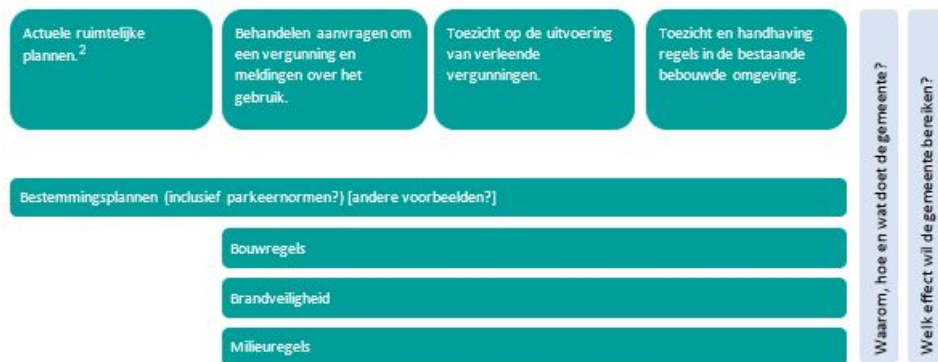 Actuele ruimtelijke
plannen.2
Behandelen aanvragen om
een vergunning en
meldingen over het
gebruik.
Toezicht op de uitvoering
van verleende
vergunningen.
Toezicht en handhaving
regels in de bestaande
bebouwde omgeving.
Bestemmingsplannen (inclusief parkeernormen?) [andere voorbeelden?]
Bouwregels
Brandveiligheid
Milieuregels
Waarom, hoe en wat doet de gemeente?
Welk effect wil de gemeente bereiken?